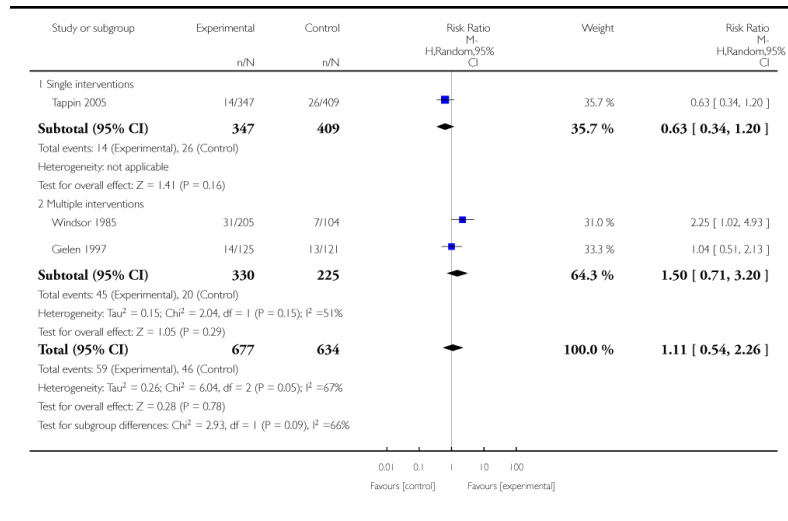 Study or subgroup Experimental Control Risk Ratio Weight Risk Ratio
M- M-
H,Random,95% H,Random,95%
n/N n/N CI CI
1 Single interventions
Tappin 2005 14/347 26/409 35.7 % 0.63 [ 0.34, 1.20 ]
Subtotal (95% CI) 347 409 35.7 % 0.63 [ 0.34, 1.20 ]
Total events: 14 (Experimental), 26 (Control)
Heterogeneity: not applicable
Test for overall effect: Z = 1.41 (P = 0.16)
2 Multiple interventions
Windsor 1985 31/205 7/104 31.0 % 2.25 [ 1.02, 4.93 ]
Gielen 1997 14/125 13/121 33.3 % 1.04 [ 0.51, 2.13 ]
Subtotal (95% CI) 330 225 64.3 % 1.50 [ 0.71, 3.20 ]
Total events: 45 (Experimental), 20 (Control)
Heterogeneity: Tau² = 0.15; Chi² = 2.04, df = 1 (P = 0.15); I² =51%
Test for overall effect: Z = 1.05 (P = 0.29)
Total (95% CI) 677 634 100.0 % 1.11 [ 0.54, 2.26 ]
Total events: 59 (Experimental), 46 (Control)
Heterogeneity: Tau² = 0.26; Chi² = 6.04, df = 2 (P = 0.05); I² =67%
Test for overall effect: Z = 0.28 (P = 0.78)
Test for subgroup differences: Chi² = 2.93, df = 1 (P = 0.09), I² =66%
0.01 0.1 1 10 100
Favours [control] Favours [experimental]